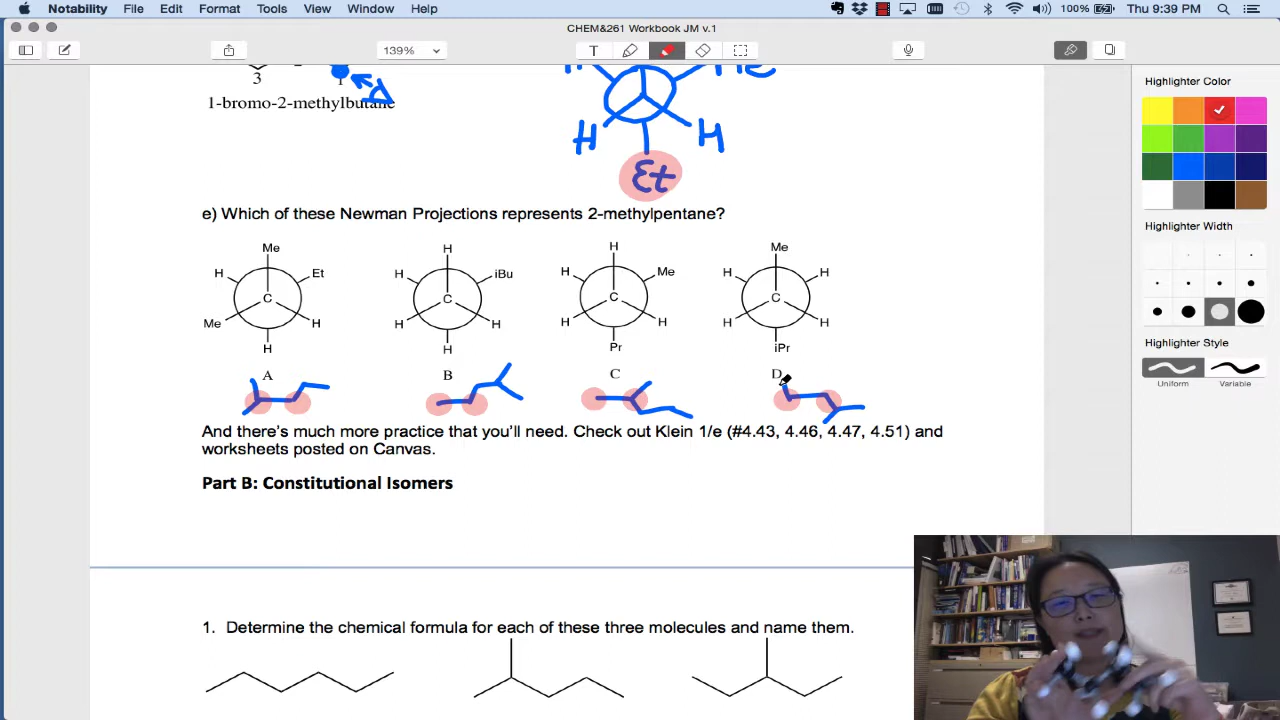 Notability File Edit Format Tools View Window Help 100% Thu 9:39 PM
CHEM&261 Workbook JM v.1
139% T
3 1
1-bromo-2-methylbutane
H Me
H H
Et
e) Which of these Newman Projections represents 2-methylpentane?
Me H H Me
H Et H iBu H Me H H
C C C C
Me H H H H H H H
H H Pr iPr
A B C D
And there's much more practice that you'll need. Check out Klein 1/e (#4.43, 4.46, 4.47, 4.51) and
worksheets posted on Canvas.
Part B: Constitutional Isomers
1. Determine the chemical formula for each of these three molecules and name them.
Highlighter Color
Highlighter Width
Highlighter Style
Uniform Variable